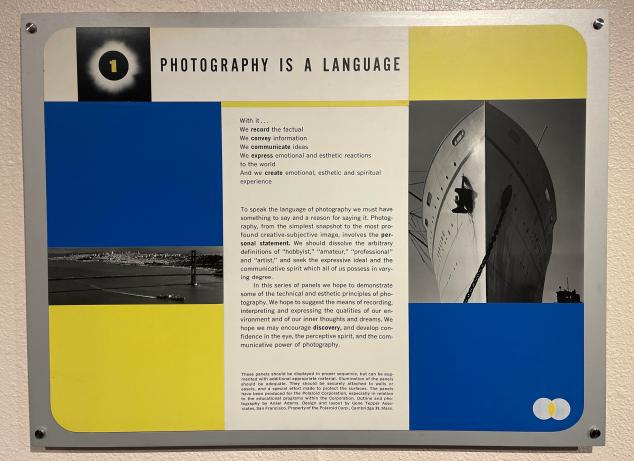 1
PHOTOGRAPHY IS A LANGUAGE
With it...
We record the factual
We convey information
We communicate ideas
We express emotional and esthetic reactions
to the world
And we create emotional, esthetic and spiritual
experience
To speak the language of photography we must have
something to say and a reason for saying it. Photog-
raphy, from the simplest snapshot to the most pro-
found creative-subjective image, involves the per-
sonal statement. We should dissolve the arbitrary
definitions of "hobbyist," "amateur," "professional"
and "artist," and seek the expressive ideal and the
communicative spirit which all of us possess in vary-
ing degree.
In this series of panels we hope to demonstrate
some of the technical and esthetic principles of pho-
tography. We hope to suggest the means of recording,
interpreting and expressing the qualities of our en-
vironment and of our inner thoughts and dreams. We
hope we may encourage discovery, and develop con-
fidence in the eye, the perceptive spirit, and the com-
municative power of photography.
These panels should be displayed in proper sequence, but can be aug-
mented with additional appropriate material. Illumination of the panels
should be adequate. They should be securely attached to walls or
easels, and a special effort made to protect the surfaces. The panels
have been produced for the Polaroid Corporation, especially in relation
to the educational programs within the Corporation. Outline and pho-
tography by Ansel Adams. Design and layout by Gene Tepper Associ-
ates, San Francisco. Property of the Polaroid Corp., Cambridge 39, Mass.